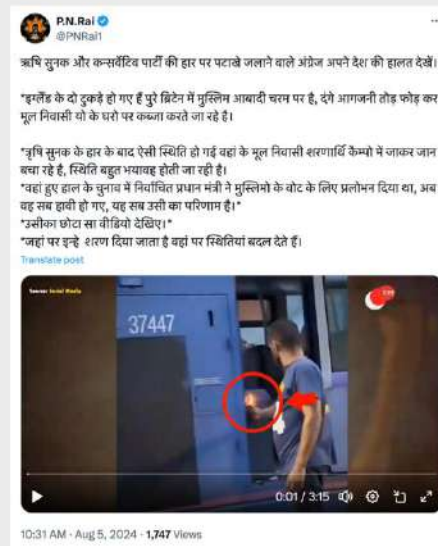 P.N.Rai
@PNRai1
ऋषि सुनक और कन्सर्वेटिव पार्टी की हार पर पटाखे जलाने वाले अंग्रेज अपने देश की हालत देखें।
*इग्लैंड के दो टुकड़े हो गए हैं पुरे ब्रिटेन में मुस्लिम आबादी चरम पर है, दंगे आगजनी तोड़ फोड़ कर
मूल निवासी यो के घरो पर कब्जा करते जा रहे है।
*त्रृषि सुनक के हार के बाद ऐसी स्थिति हो गई वहां के मूल निवासी शरणार्थि कैम्पो में जाकर जान
बचा रहे है, स्थिति बहुत भयावह होती जा रही है।
*वहां हुए हाल के चुनाव में निर्वाचित प्रधान मंत्री ने मुस्लिमो के वोट के लिए प्रलोभन दिया था, अब
वह सब हावी हो गए, यह सब उसी का परिणाम है।*
*उसीका छोटा सा वीडियो देखिए।*
*जहां पर इन्हे शरण दिया जाता है वहां पर स्थितियां बदल देते हैं।
Translate post
Source: Social Media
37447
0:01 / 3:15
10:31 AM · Aug 5, 2024 · 1,747 Views